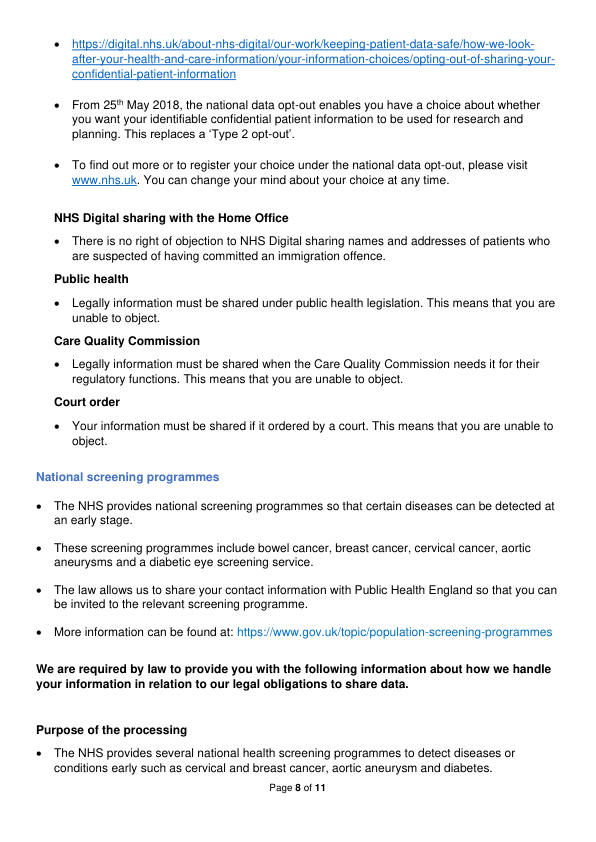 • https://digital.nhs.uk/about-nhs-digital/our-work/keeping-patient-data-safe/how-we-look-
after-your-health-and-care-information/your-information-choices/opting-out-of-sharing-your-
confidential-patient-information
• From 25th May 2018, the national data opt-out enables you have a choice about whether
you want your identifiable confidential patient information to be used for research and
planning. This replaces a ‘Type 2 opt-out’.
• To find out more or to register your choice under the national data opt-out, please visit
www.nhs.uk. You can change your mind about your choice at any time.
NHS Digital sharing with the Home Office
• There is no right of objection to NHS Digital sharing names and addresses of patients who
are suspected of having committed an immigration offence.
Public health
• Legally information must be shared under public health legislation. This means that you are
unable to object.
Care Quality Commission
• Legally information must be shared when the Care Quality Commission needs it for their
regulatory functions. This means that you are unable to object.
Court order
• Your information must be shared if it ordered by a court. This means that you are unable to
object.
National screening programmes
• The NHS provides national screening programmes so that certain diseases can be detected at
an early stage.
• These screening programmes include bowel cancer, breast cancer, cervical cancer, aortic
aneurysms and a diabetic eye screening service.
• The law allows us to share your contact information with Public Health England so that you can
be invited to the relevant screening programme.
• More information can be found at: https://www.gov.uk/topic/population-screening-programmes
We are required by law to provide you with the following information about how we handle
your information in relation to our legal obligations to share data.
Purpose of the processing
• The NHS provides several national health screening programmes to detect diseases or
conditions early such as cervical and breast cancer, aortic aneurysm and diabetes.
Page 8 of 11